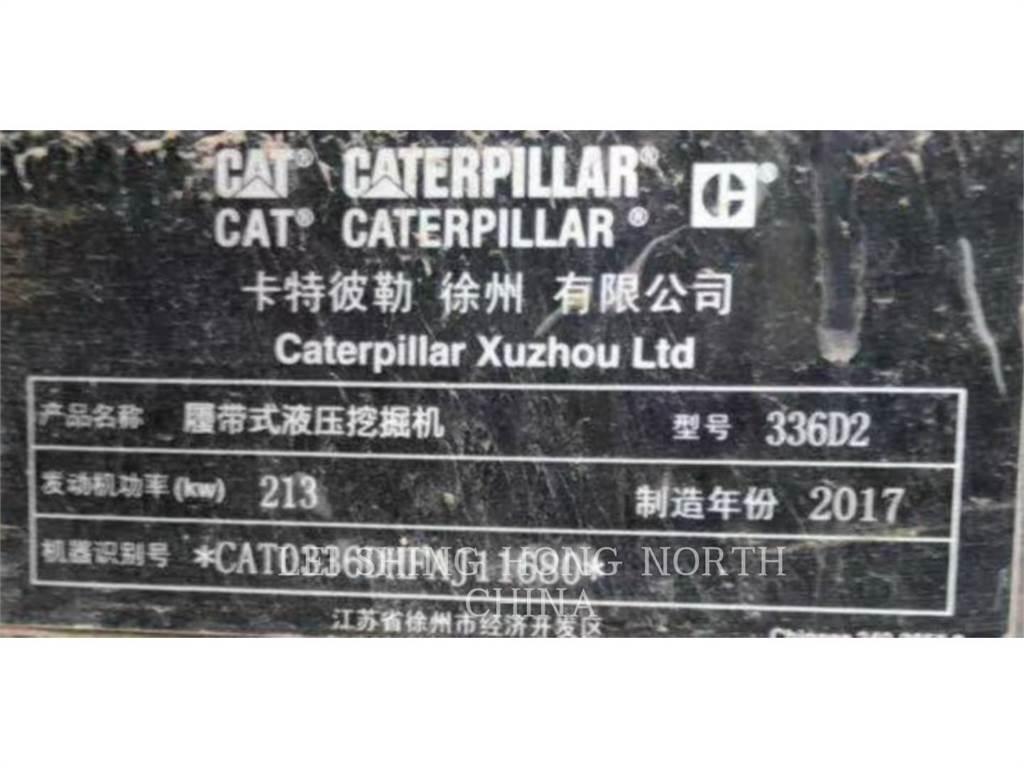 CAT® CATERPILLAR®
CAT® CATERPILLAR®
卡特彼勒 徐州 有限公司
Caterpillar Xuzhou Ltd
产品名称 履带式液压挖掘机 型号 336D2
发动机功率(kw) 213 制造年份 2017
机器识别号
HONG NORTH
CHINA
江苏省徐州市经济开发区